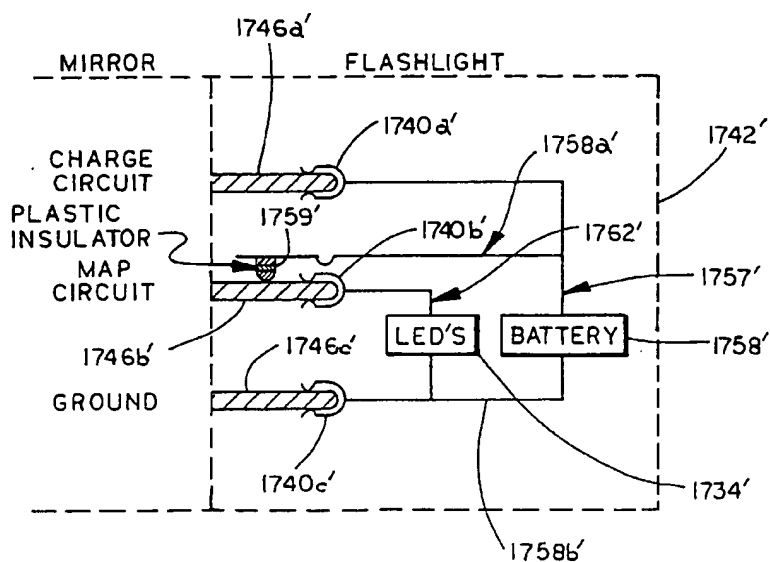 1746a'
MIRROR
FLASHLIGHT
1740a'
1758a'
1742'
CHARGE
CIRCUIT
1759'
PLASTIC
INSULATOR
1740b'
1762'
MAP
CIRCUIT
1757'
LED'S
BATTERY
1758'
1746b'
1746c'
GROUND
1740c'
1734'
1758b'